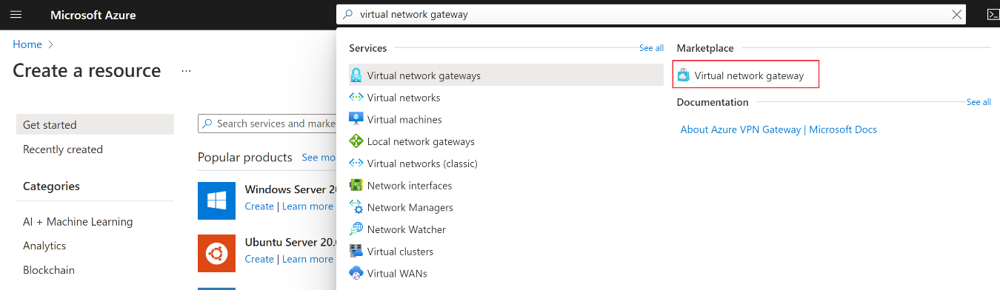 Microsoft Azure
virtual network gateway
Home >
Create a resource ...
Get started
Recently created
Categories
AI + Machine Learning
Analytics
Blockchain
Search services and marke
Popular products See mo
Windows Server 20
Create | Learn more
Ubuntu Server 20.
Create | Learn more
Services See all
Virtual network gateways
Virtual networks
Virtual machines
Local network gateways
Virtual networks (classic)
Network interfaces
Network Managers
Network Watcher
Virtual clusters
Virtual WANs
Marketplace
Virtual network gateway
Documentation See all
About Azure VPN Gateway | Microsoft Docs